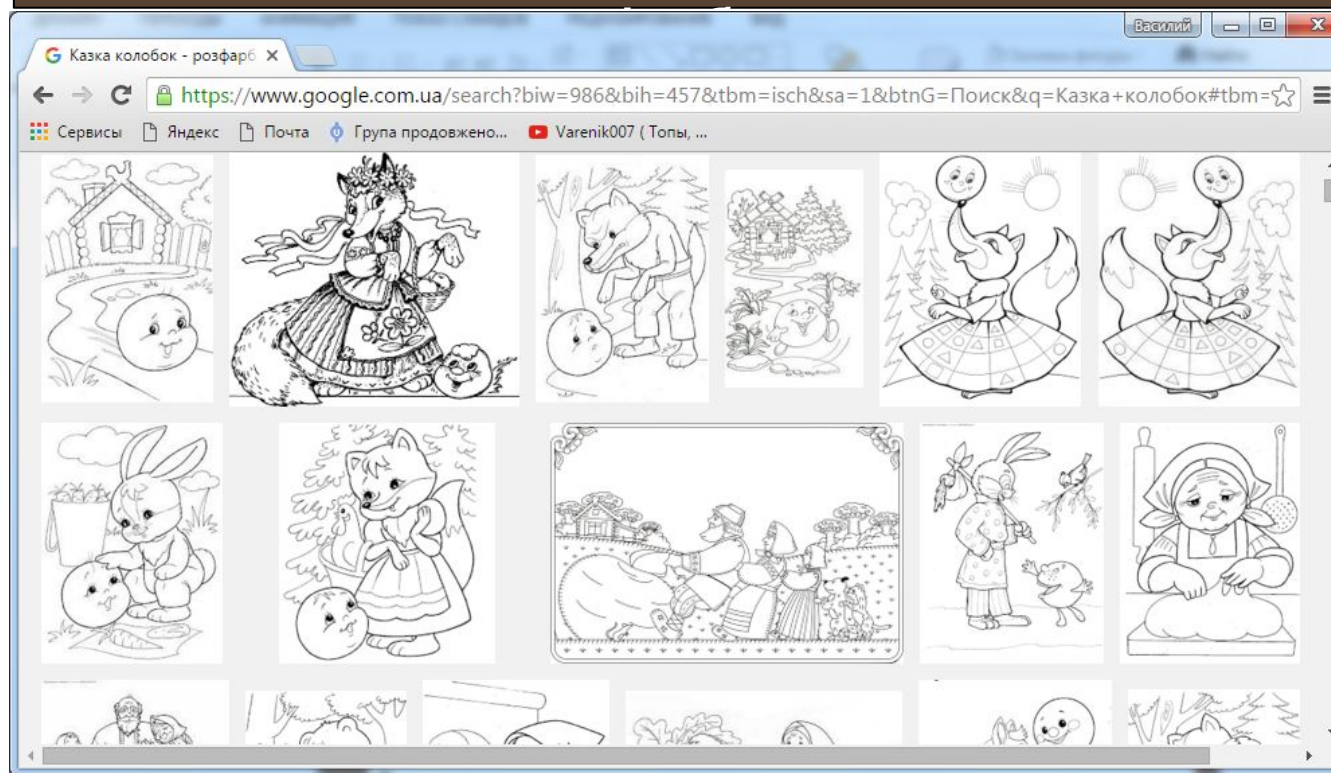 Василий
Казка колобок - розфарб
https://www.google.com.ua/search?biw=986&bih=457&tbm=isch&sa=1&btnG=Поиск&q=Казка+колобок#tbm=
Сервисы Яндекс Почта Група продовжено... Varenik007 ( Топы, ...